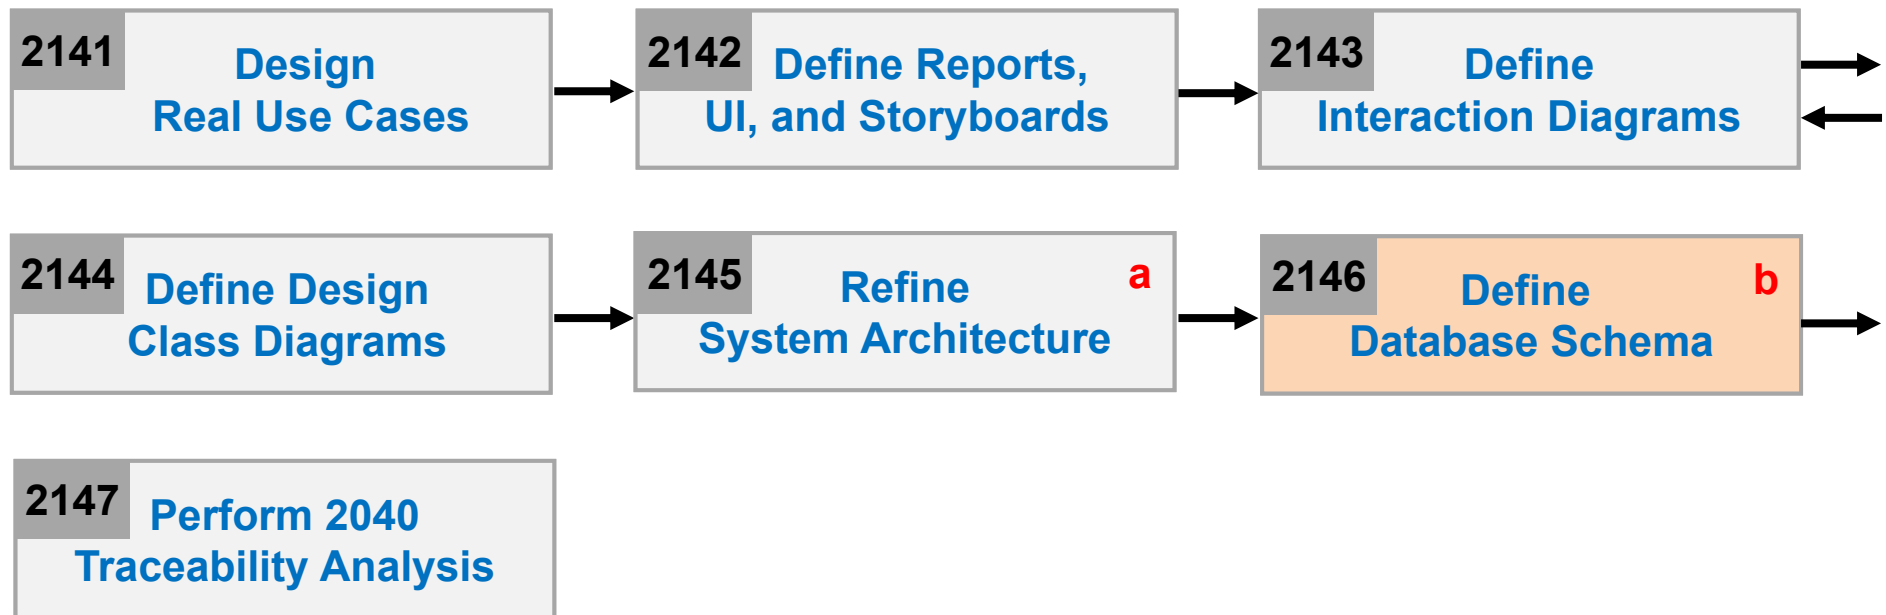 2141
Design
Real Use Cases
2142
Define Reports,
UI, and Storyboards
2143
Define
Interaction Diagrams
2144
Define Design
Class Diagrams
2145
Refine
a
System Architecture
2146
Define
b
Database Schema
2147
Perform 2040
Traceability Analysis